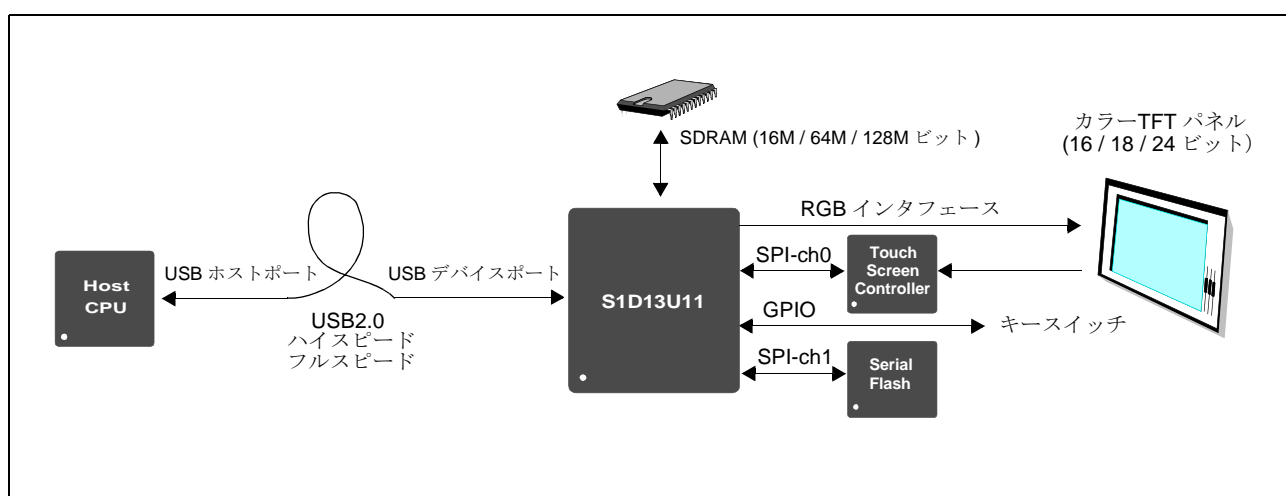 SDRAM (16M / 64M / 128M ビット )
カラーTFT パネル
(16 / 18 / 24 ビット）
Host
CPU
USB ホストポート
USB デバイスポート
USB2.0
ハイスピード
フルスピード
S1D13U11
RGB インタフェース
SPI-ch0
Touch
Screen
Controller
GPIO
キースイッチ
SPI-ch1
Serial
Flash